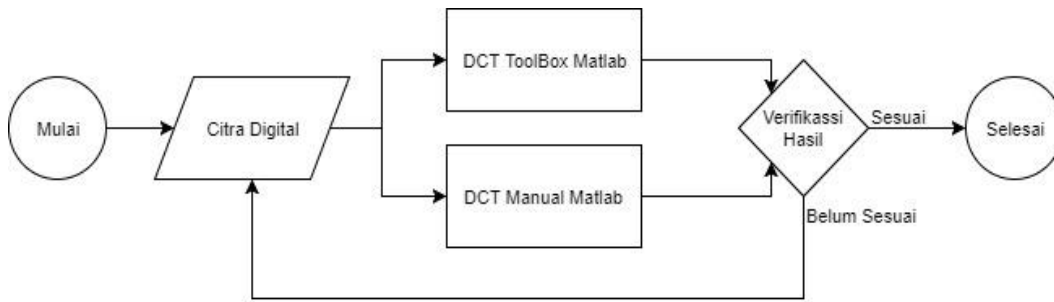 Mulai
Citra Digital
DCT ToolBox Matlab
DCT Manual Matlab
Verifikassi
Hasil
Sesuai
Belum Sesuai
Selesai